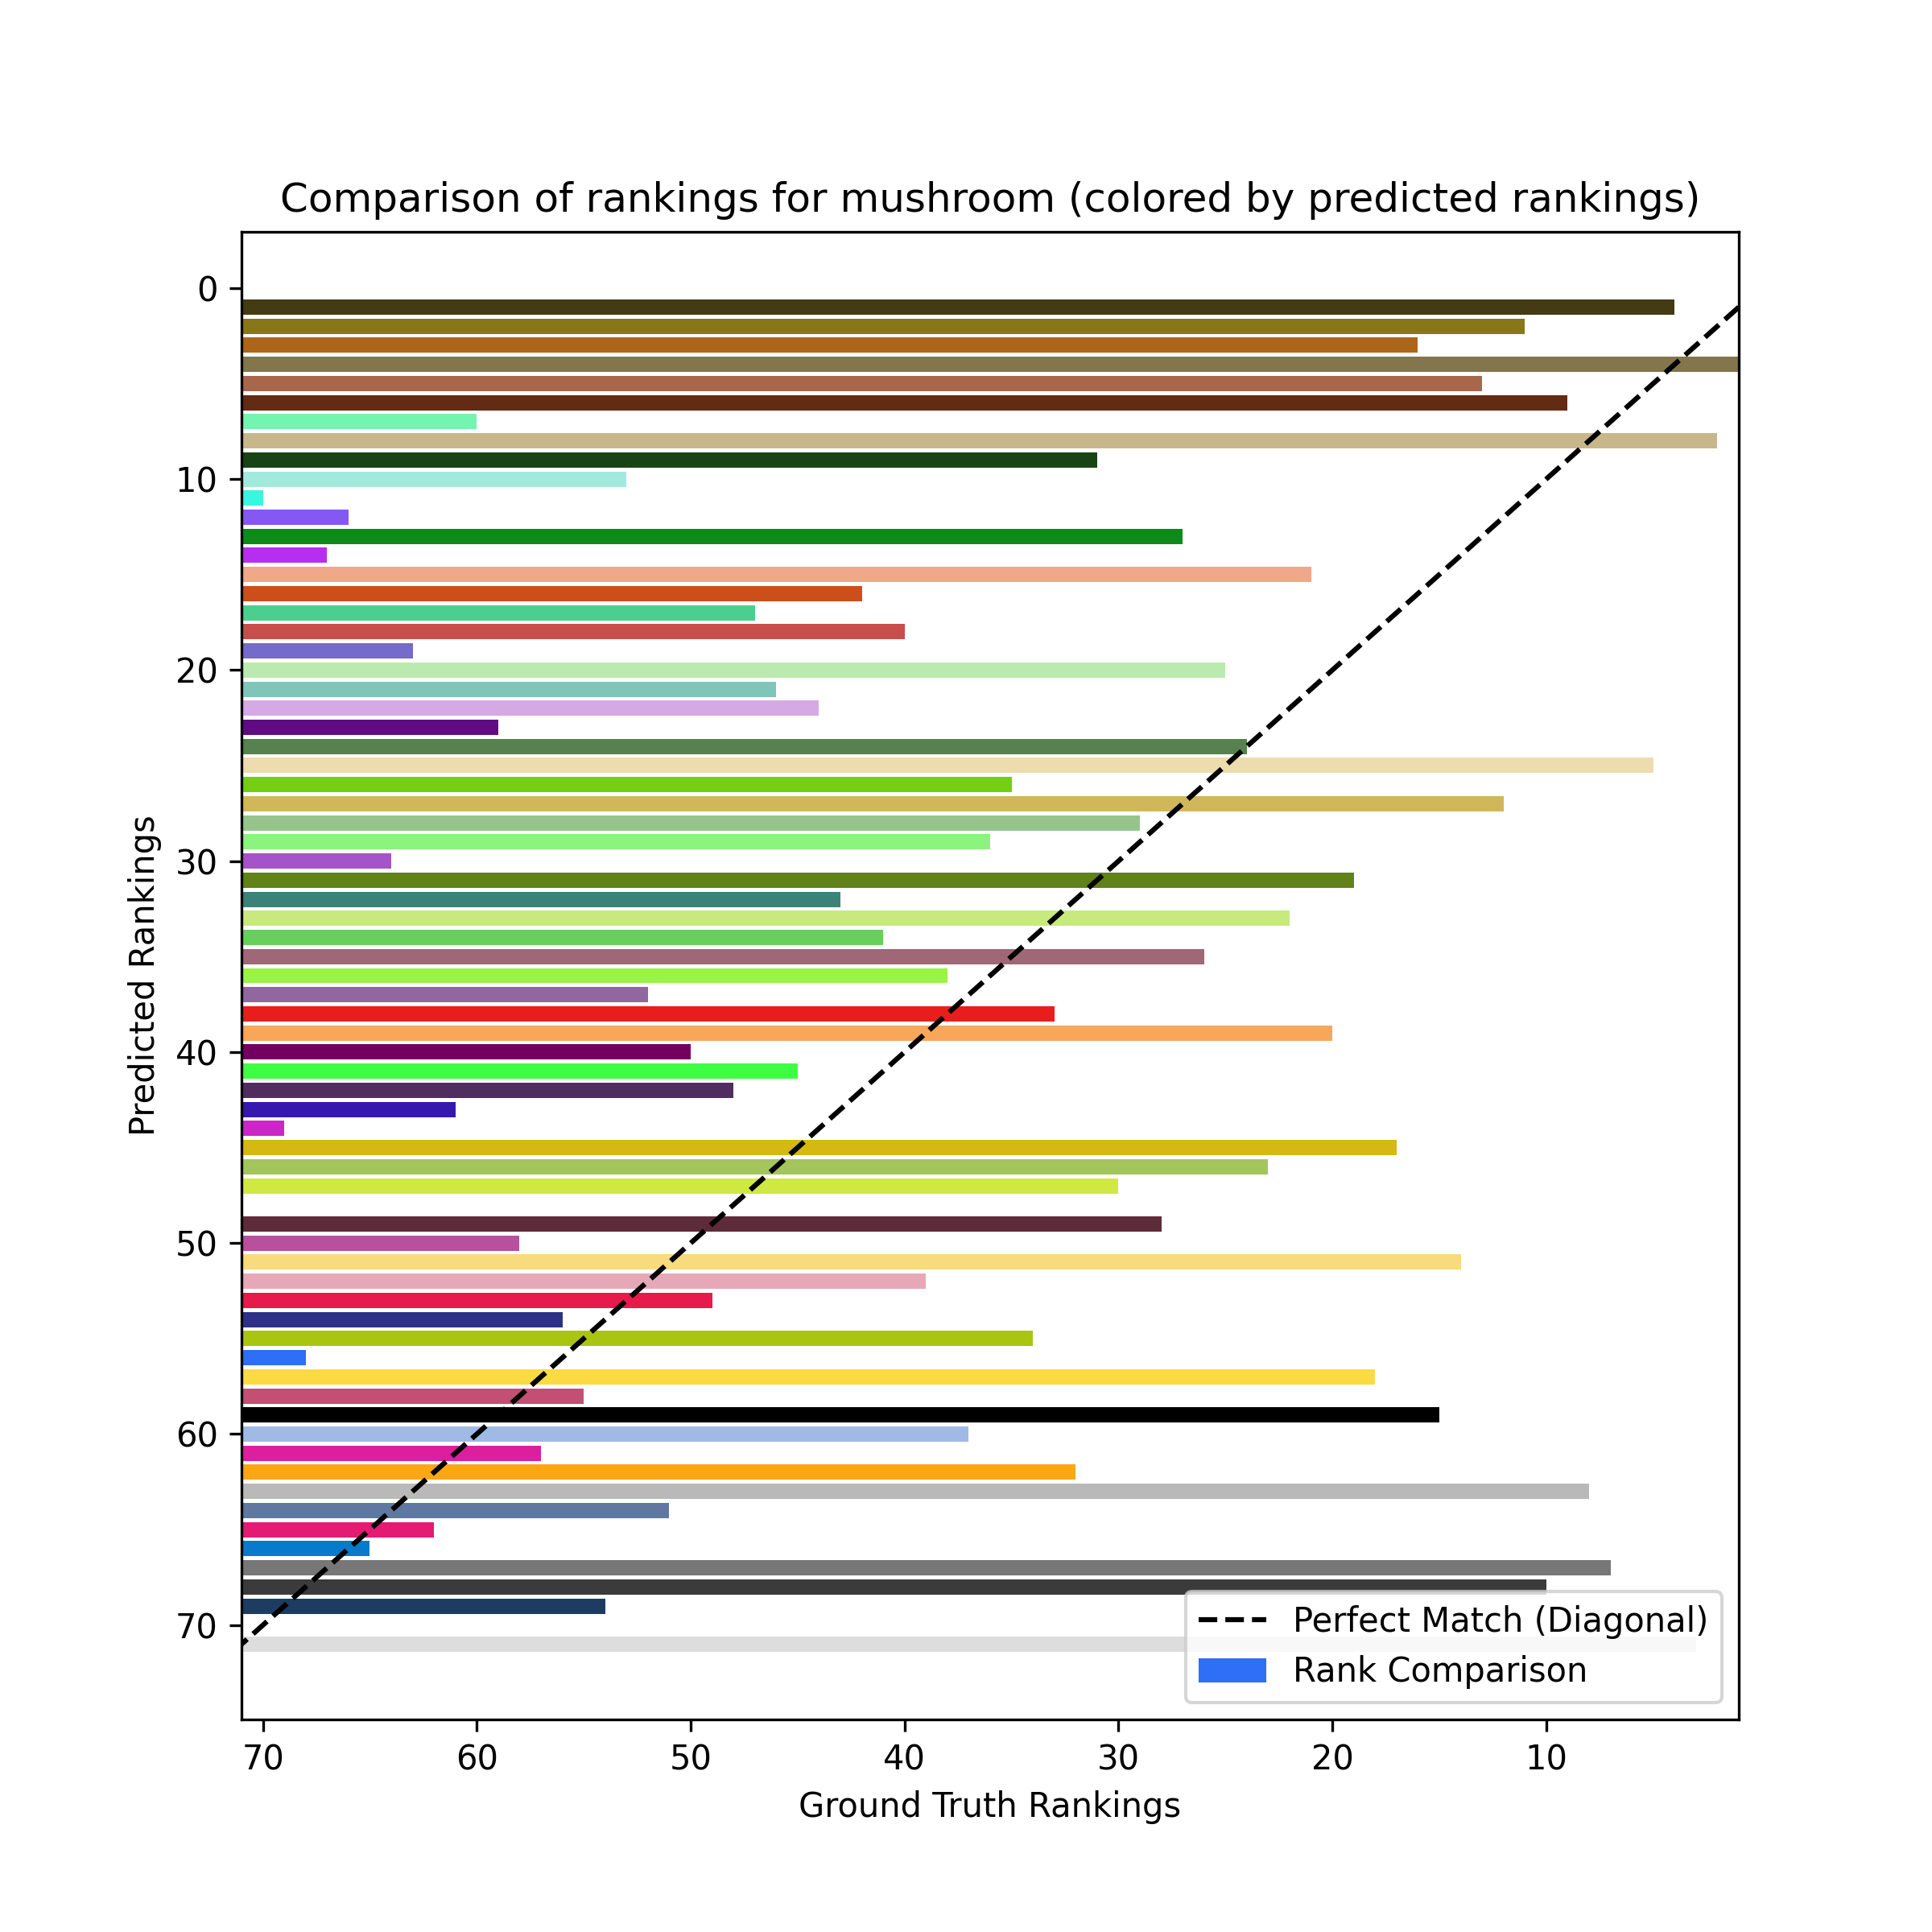 Comparison of rankings for mushroom (colored by predicted rankings)
0
10
20
30
40
50
60
70
Predicted Rankings
Perfect Match (Diagonal)
Rank Comparison
70 60 50 40 30 20 10
Ground Truth Rankings